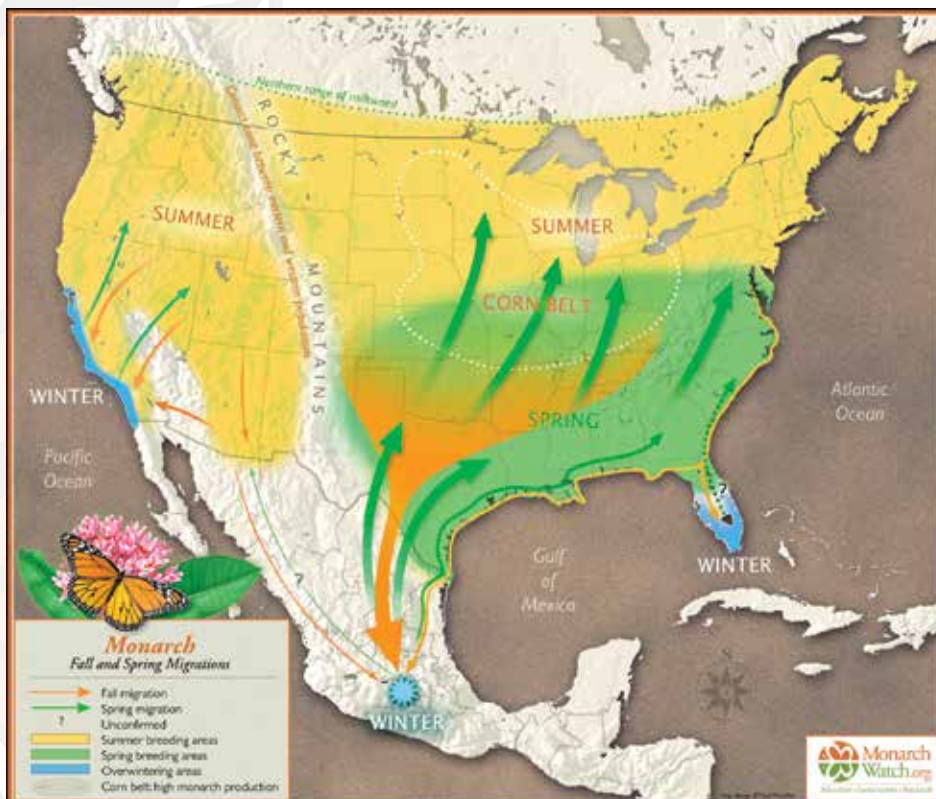 Northern range of milkweed
ROCKY
MOUNTAINS
SUMMER
SUMMER
CORN BELT
SPRING
WINTER
Pacific
Ocean
Atlantic
Ocean
Gulf
of
Mexico
?
WINTER
WINTER
Monarch
Fall and Spring Migrations
Fall migration
Spring migration
? Unconfirmed
Summer breeding areas
Spring breeding areas
Overwintering areas
Corn belt: high monarch production
Monarch
Watch.org